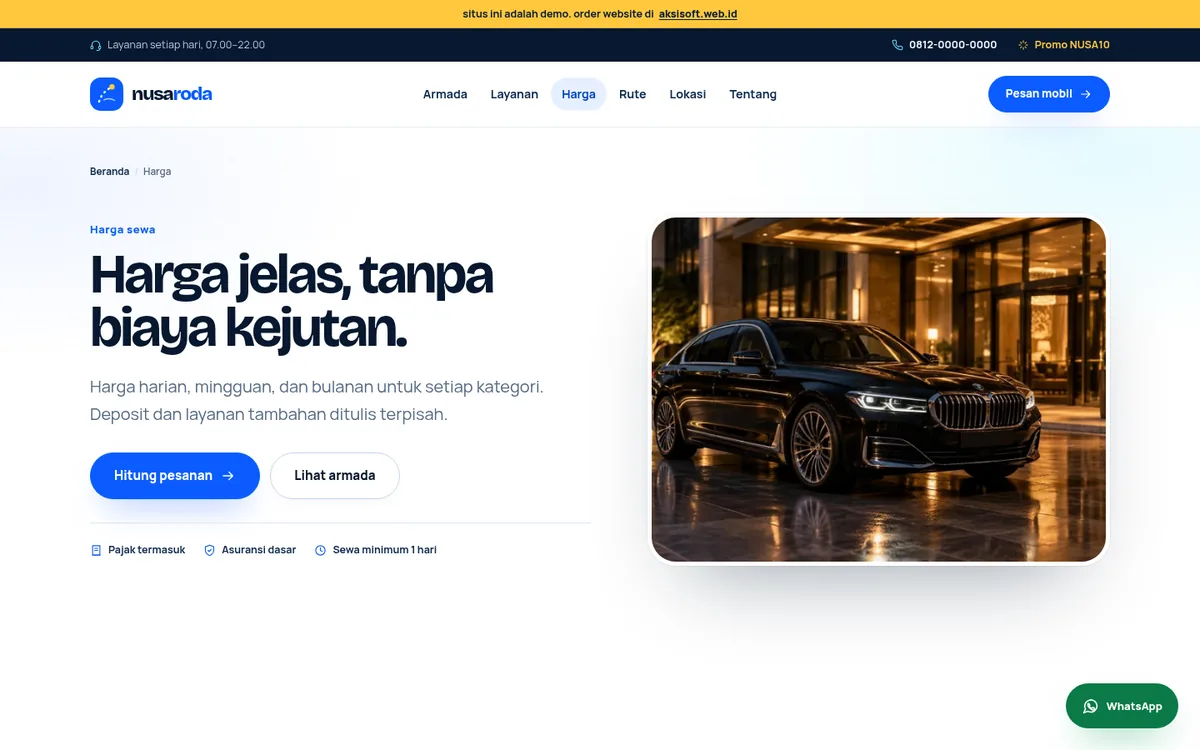 situs ini adalah demo. order website di aksisoft.web.id
Layanan setiap hari, 07.00–22.00
0812-0000-0000
Promo NUSA10
nusaroda
Armada
Layanan
Harga
Rute
Lokasi
Tentang
Pesan mobil
Beranda / Harga
Harga sewa
Harga jelas, tanpa
biaya kejutan.
Harga harian, mingguan, dan bulanan untuk setiap kategori.
Deposit dan layanan tambahan ditulis terpisah.
Hitung pesanan
Lihat armada
Pajak termasuk
Asuransi dasar
Sewa minimum 1 hari
WhatsApp